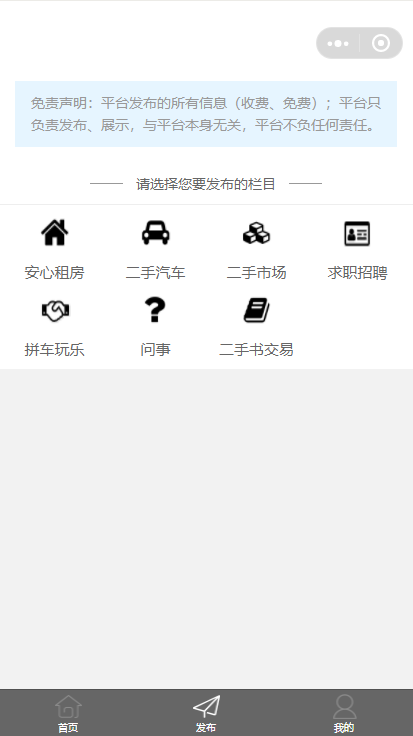 免责声明：平台发布的所有信息（收费、免费）；平台只
负责发布、展示，与平台本身无关，平台不负任何责任。
请选择您要发布的栏目
安心租房 二手汽车 二手市场 求职招聘
拼车玩乐 问事 二手书交易
首页 发布 我的